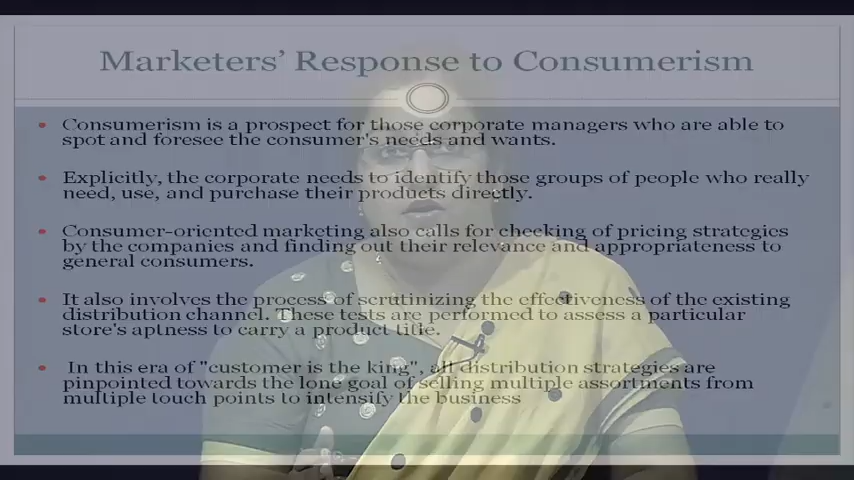 Marketers' Response to Consumerism
• Consumerism is a prospect for those corporate managers who are able to
spot and foresee the consumer's needs and wants.
• Explicitly, the corporate needs to identify those groups of people who really
need, use, and purchase their products directly.
• Consumer-oriented marketing also calls for checking of pricing strategies
by the companies and finding out their relevance and appropriateness to
general consumers.
• It also involves the process of scrutinizing the effectiveness of the existing
distribution channel. These tests are performed to assess a particular
store's aptness to carry a product title.
• In this era of "customer is the king", all distribution strategies are
pinpointed towards the lone goal of selling multiple assortments from
multiple touch points to intensify the business